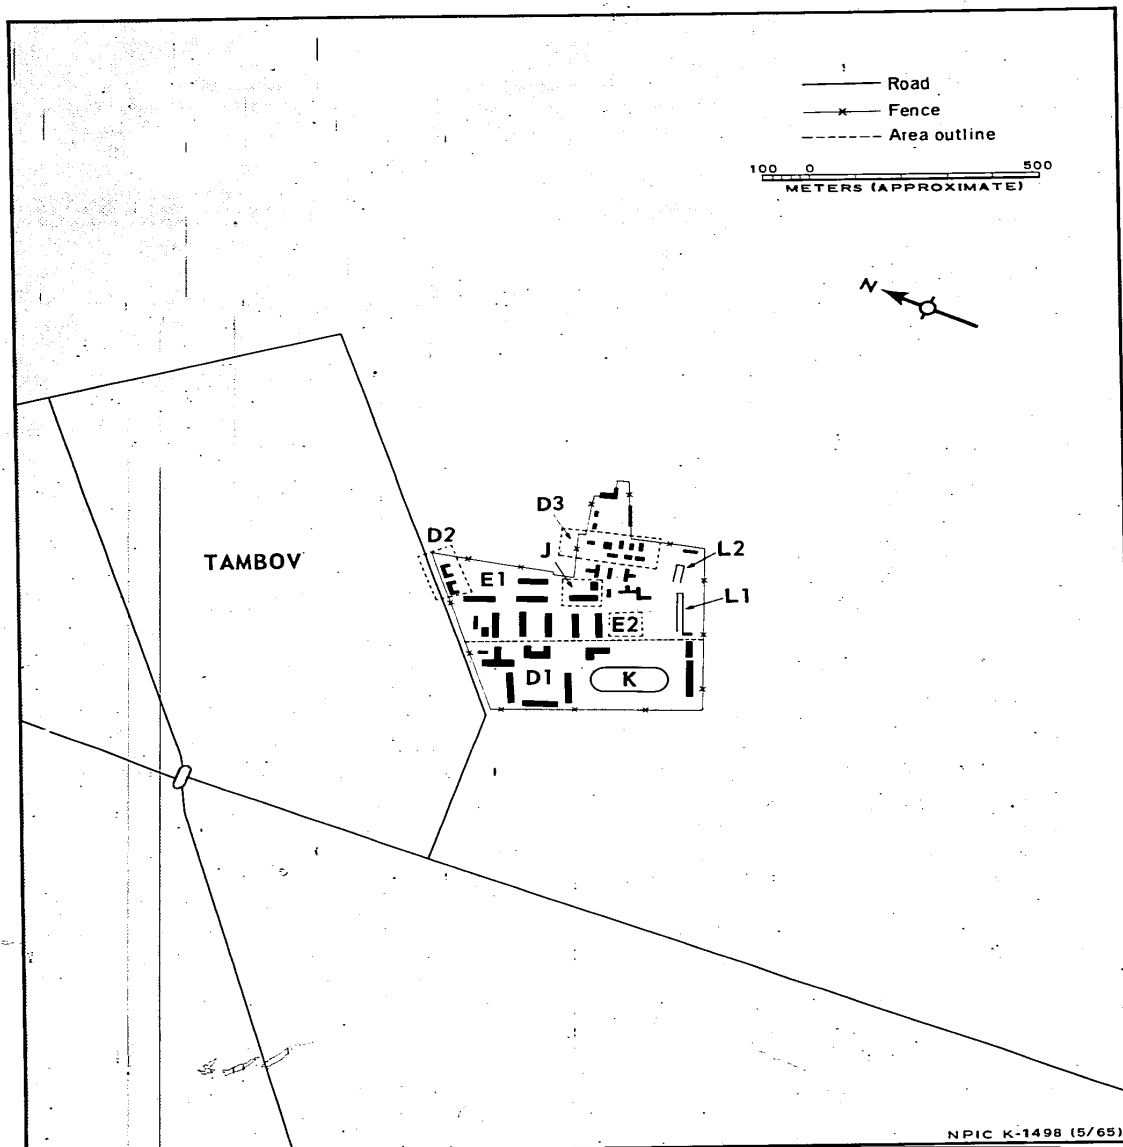 Road
Fence
Area outline
100 0 500
METERS (APPROXIMATE)
N
D3
D2
J
L2
TAMBOV
E1
L1
E2
D1
K
NPIC K-1498 (5/65)